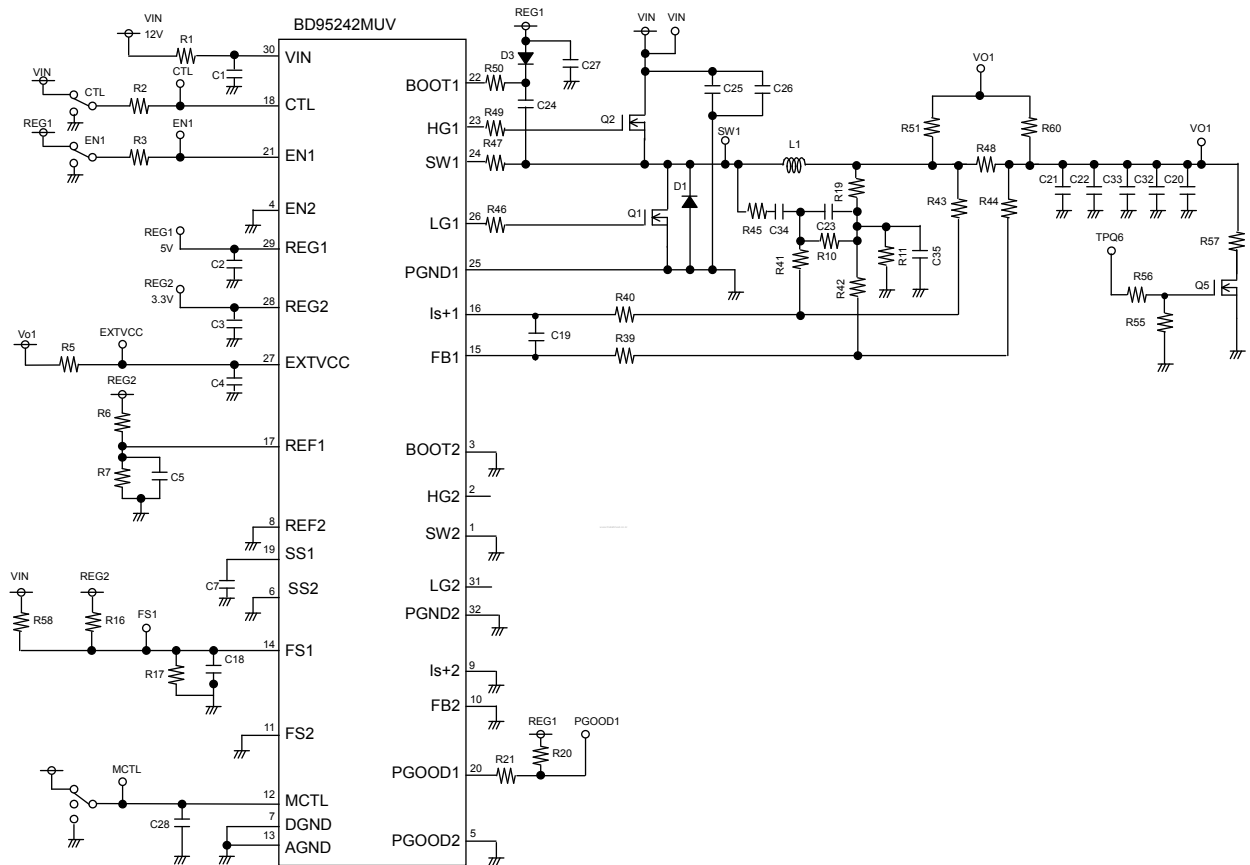 BD95242MUV
VIN
12V
R1
30
VIN
C1
VIN
CTL
CTL
R2
18
CTL
REG1
EN1
EN1
R3
21
EN1
4
EN2
REG1
5V
29
REG1
C2
REG2
3.3V
28
REG2
C3
Vo1
R5
EXTVCC
27
EXTVCC
C4
REG2
R6
17
REF1
R7
C5
8
REF2
19
SS1
C7
6
SS2
VIN
REG2
FS1
R58
R16
14
FS1
R17
C18
11
FS2
MCTL
12
MCTL
C28
7
DGND
13
AGND
REG1
D3
C27
R50
22
BOOT1
C24
VIN
VIN
C25
C26
R49
23
HG1
Q2
R47
24
SW1
SW1
L1
VO1
R51
R60
R48
VO1
C21
C22
C33
C32
C20
R46
26
LG1
Q1
D1
R19
R43
R44
R45
C34
C23
R10
R11
C35
R41
R42
25
PGND1
16
Is+1
R40
C19
15
FB1
R39
TPQ6
R56
R55
Q5
R57
3
BOOT2
2
HG2
1
SW2
31
LG2
32
PGND2
9
Is+2
10
FB2
REG1
PGOOD1
R20
R21
20
PGOOD1
5
PGOOD2